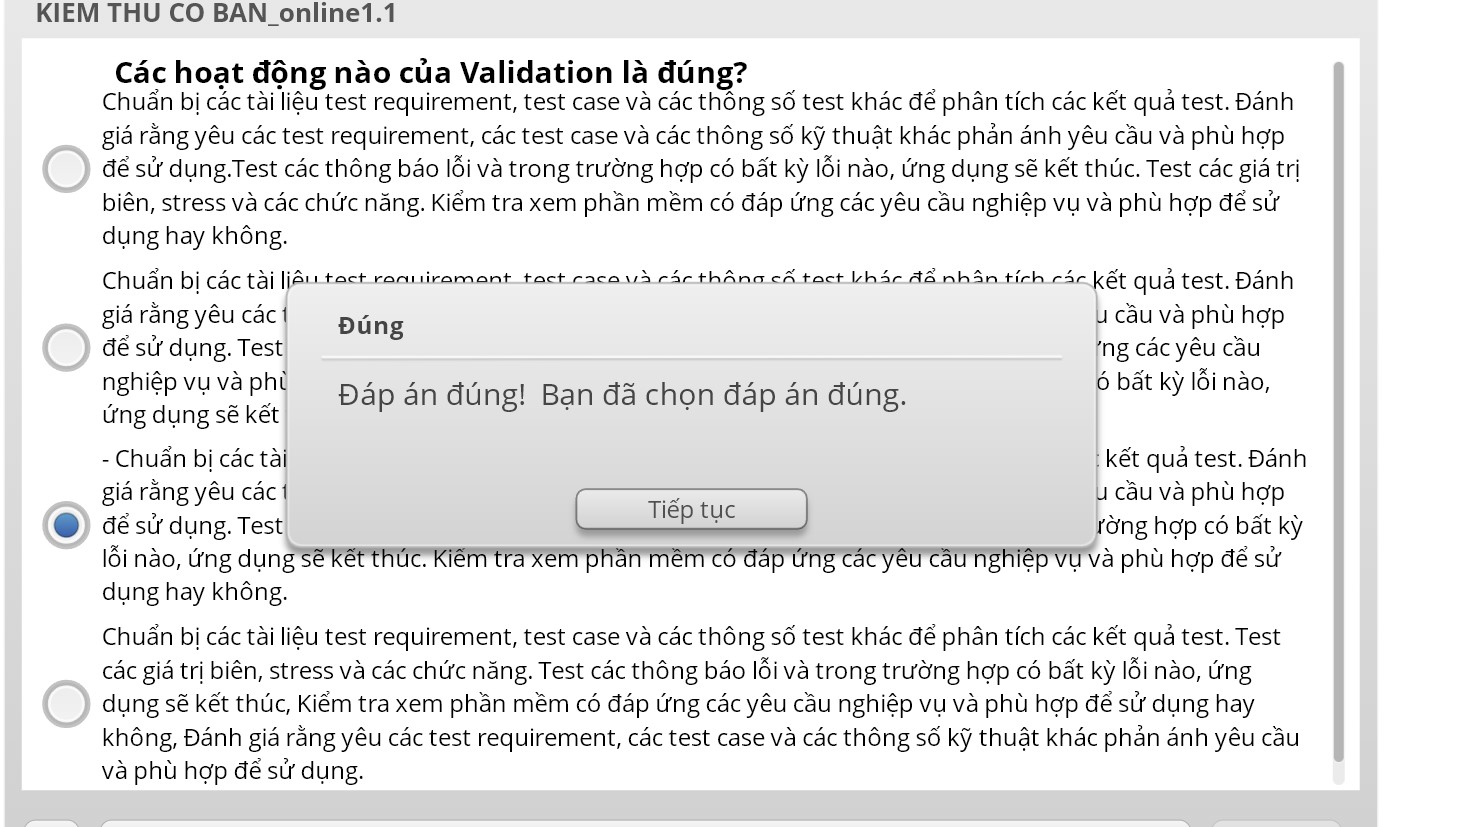 KIEM THU CO BAN_online1.1
Các hoạt động nào của Validation là đúng?
Chuẩn bị các tài liệu test requirement, test case và các thông số test khác để phân tích các kết quả test. Đánh
giá rằng yêu các test requirement, các test case và các thông số kỹ thuật khác phản ánh yêu cầu và phù hợp
để sử dụng.Test các thông báo lỗi và trong trường hợp có bất kỳ lỗi nào, ứng dụng sẽ kết thúc. Test các giá trị
biên, stress và các chức năng. Kiểm tra xem phần mềm có đáp ứng các yêu cầu nghiệp vụ và phù hợp để sử
dụng hay không.
Chuẩn bị các tài liệu test requirement, test case và các thông số test khác để phân tích các kết quả test. Đánh
giá rằng yêu các cầu và phù hợp
để sử dụng. Test các yêu cầu
nghiệp vụ và bất kỳ lỗi nào,
ứng dụng sẽ kết
Đúng
Đáp án đúng! Bạn đã chọn đáp án đúng.
Tiếp tục
- Chuẩn bị các tài kết quả test. Đánh
giá rằng yêu các cầu và phù hợp
để sử dụng. Test hợp có bất kỳ
lỗi nào, ứng dụng sẽ kết thúc. Kiểm tra xem phần mềm có đáp ứng các yêu cầu nghiệp vụ và phù hợp để sử
dụng hay không.
Chuẩn bị các tài liệu test requirement, test case và các thông số test khác để phân tích các kết quả test. Test
các giá trị biên, stress và các chức năng. Test các thông báo lỗi và trong trường hợp có bất kỳ lỗi nào, ứng
dụng sẽ kết thúc, Kiểm tra xem phần mềm có đáp ứng các yêu cầu nghiệp vụ và phù hợp để sử dụng hay
không, Đánh giá rằng yêu các test requirement, các test case và các thông số kỹ thuật khác phản ánh yêu cầu
và phù hợp để sử dụng.